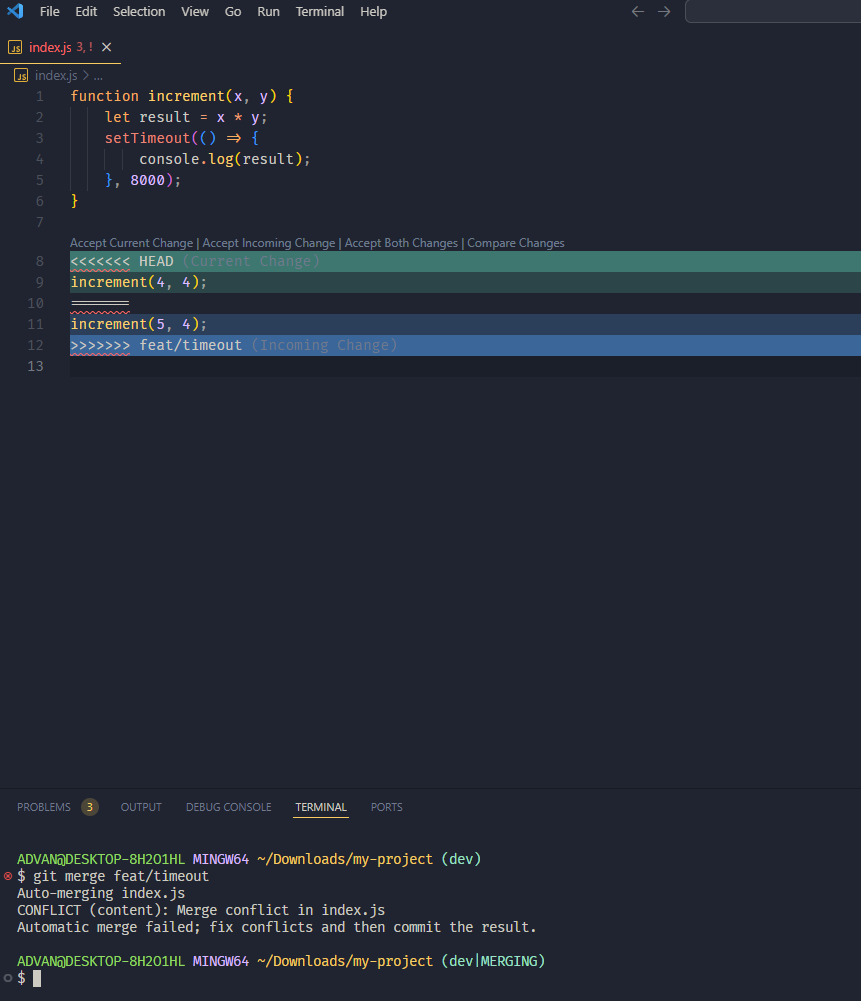 File Edit Selection View Go Run Terminal Help
JS index.js 3, !
JS index.js > ...
1 function increment(x, y) {
2     let result = x * y;
3     setTimeout(() => {
4         console.log(result);
5     }, 8000);
6 }
7
Accept Current Change | Accept Incoming Change | Accept Both Changes | Compare Changes
8 <<<<<<< HEAD (Current Change)
9 increment(4, 4);
10 =======
11 increment(5, 4);
12 >>>>>>> feat/timeout (Incoming Change)
13
PROBLEMS 3 OUTPUT DEBUG CONSOLE TERMINAL PORTS
ADVAN@DESKTOP-8H2O1HL MINGW64 ~/Downloads/my-project (dev)
$ git merge feat/timeout
Auto-merging index.js
CONFLICT (content): Merge conflict in index.js
Automatic merge failed; fix conflicts and then commit the result.
ADVAN@DESKTOP-8H2O1HL MINGW64 ~/Downloads/my-project (dev|MERGING)
$